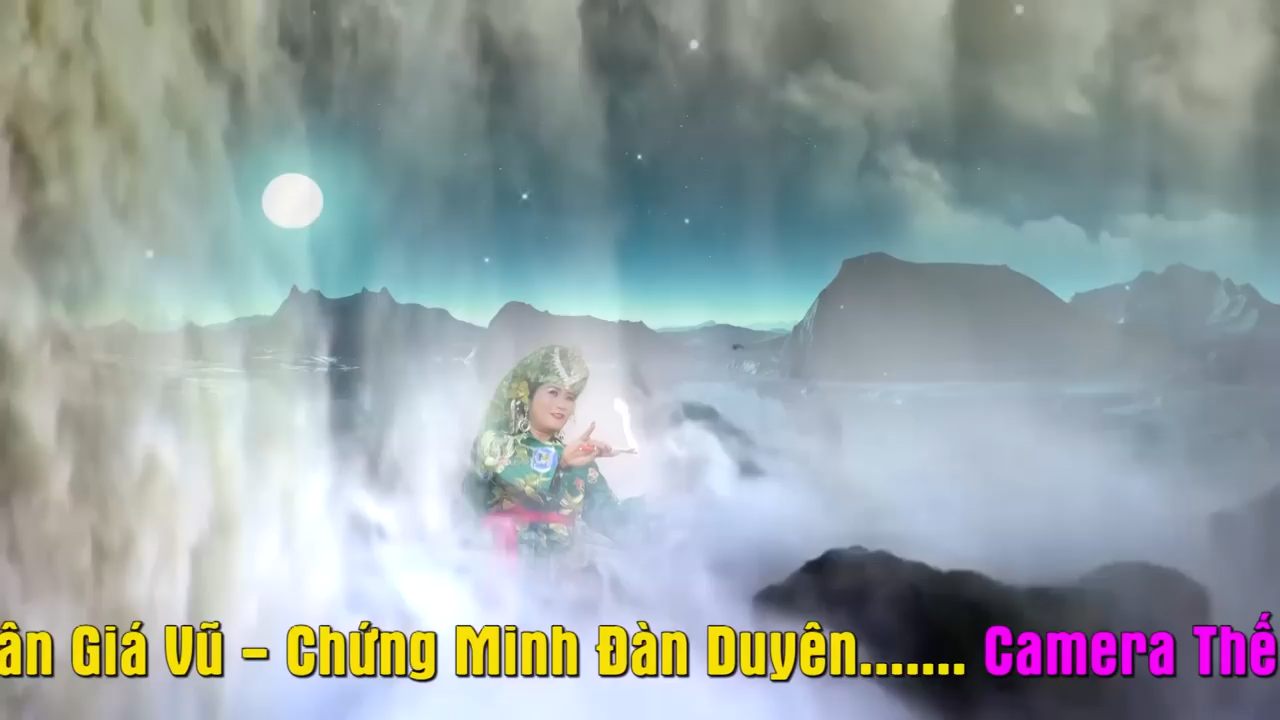 ân Giá Vũ - Chứng Minh Đàn Duyên....... Camera Thế